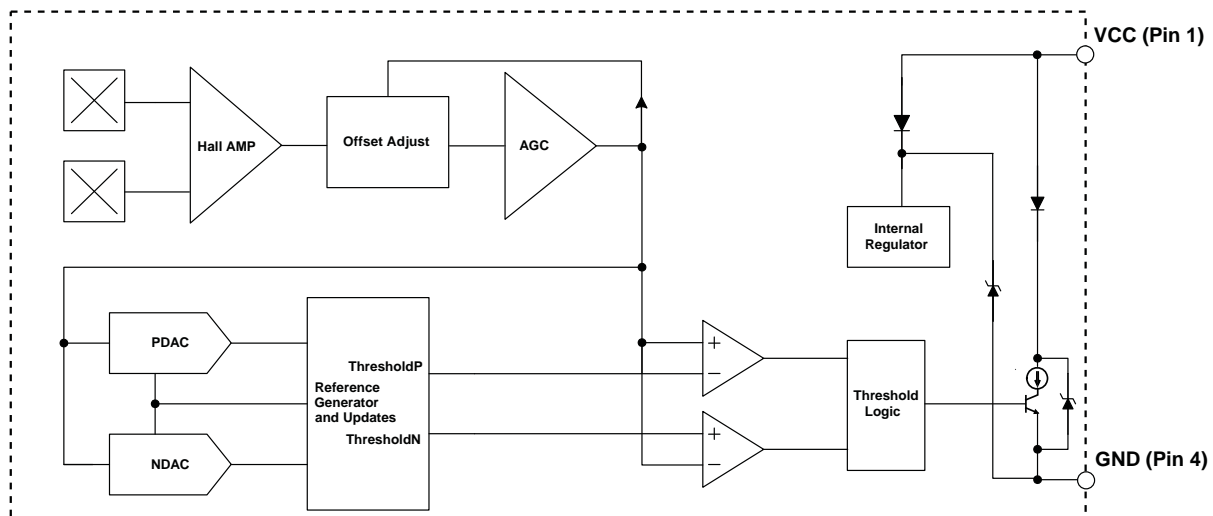 VCC (Pin 1)
Hall AMP
Offset Adjust
AGC
Internal
Regulator
PDAC
ThresholdP
Reference
Generator
and Updates
ThresholdN
NDAC
+
−
+
−
Threshold
Logic
GND (Pin 4)